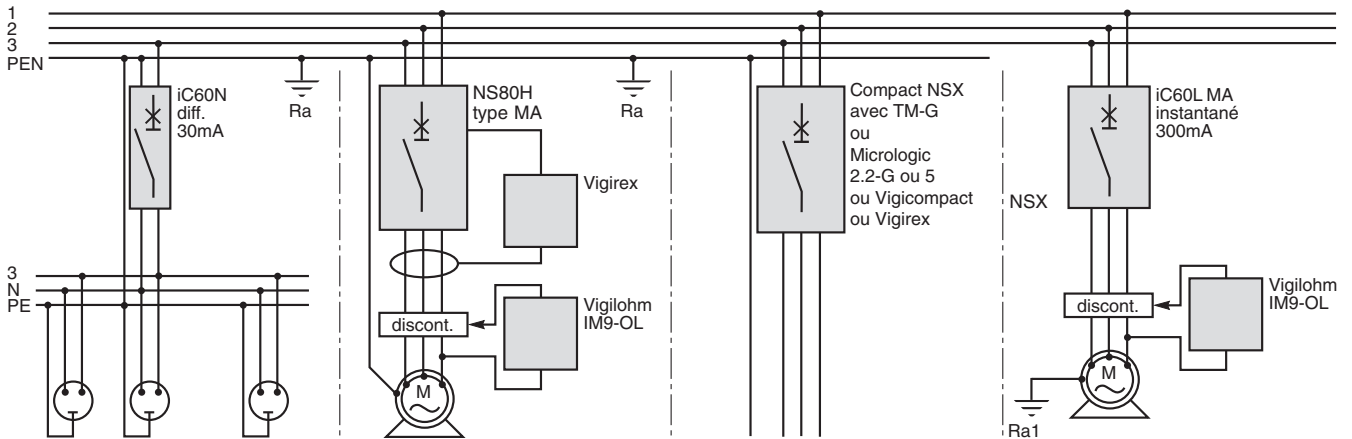 1
2
3
PEN
iC60N
diff.
30mA
Ra
NS80H
type MA
Ra
Vigirex
Compact NSX
avec TM-G
ou
Micrologic
2.2-G ou 5
ou Vigicompact
ou Vigirex
NSX
iC60L MA
instantané
300mA
3
N
PE
discont.
Vigilohm
IM9-OL
M
discont.
Vigilohm
IM9-OL
M
Ra1